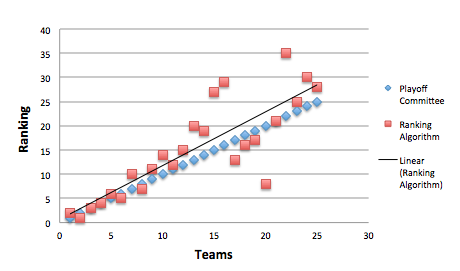 40
35
30
25
20
15
10
5
0
Ranking
0 5 10 15 20 25 30
Teams
Playoff
Committee
Ranking
Algorithm
Linear
(Ranking
Algorithm)